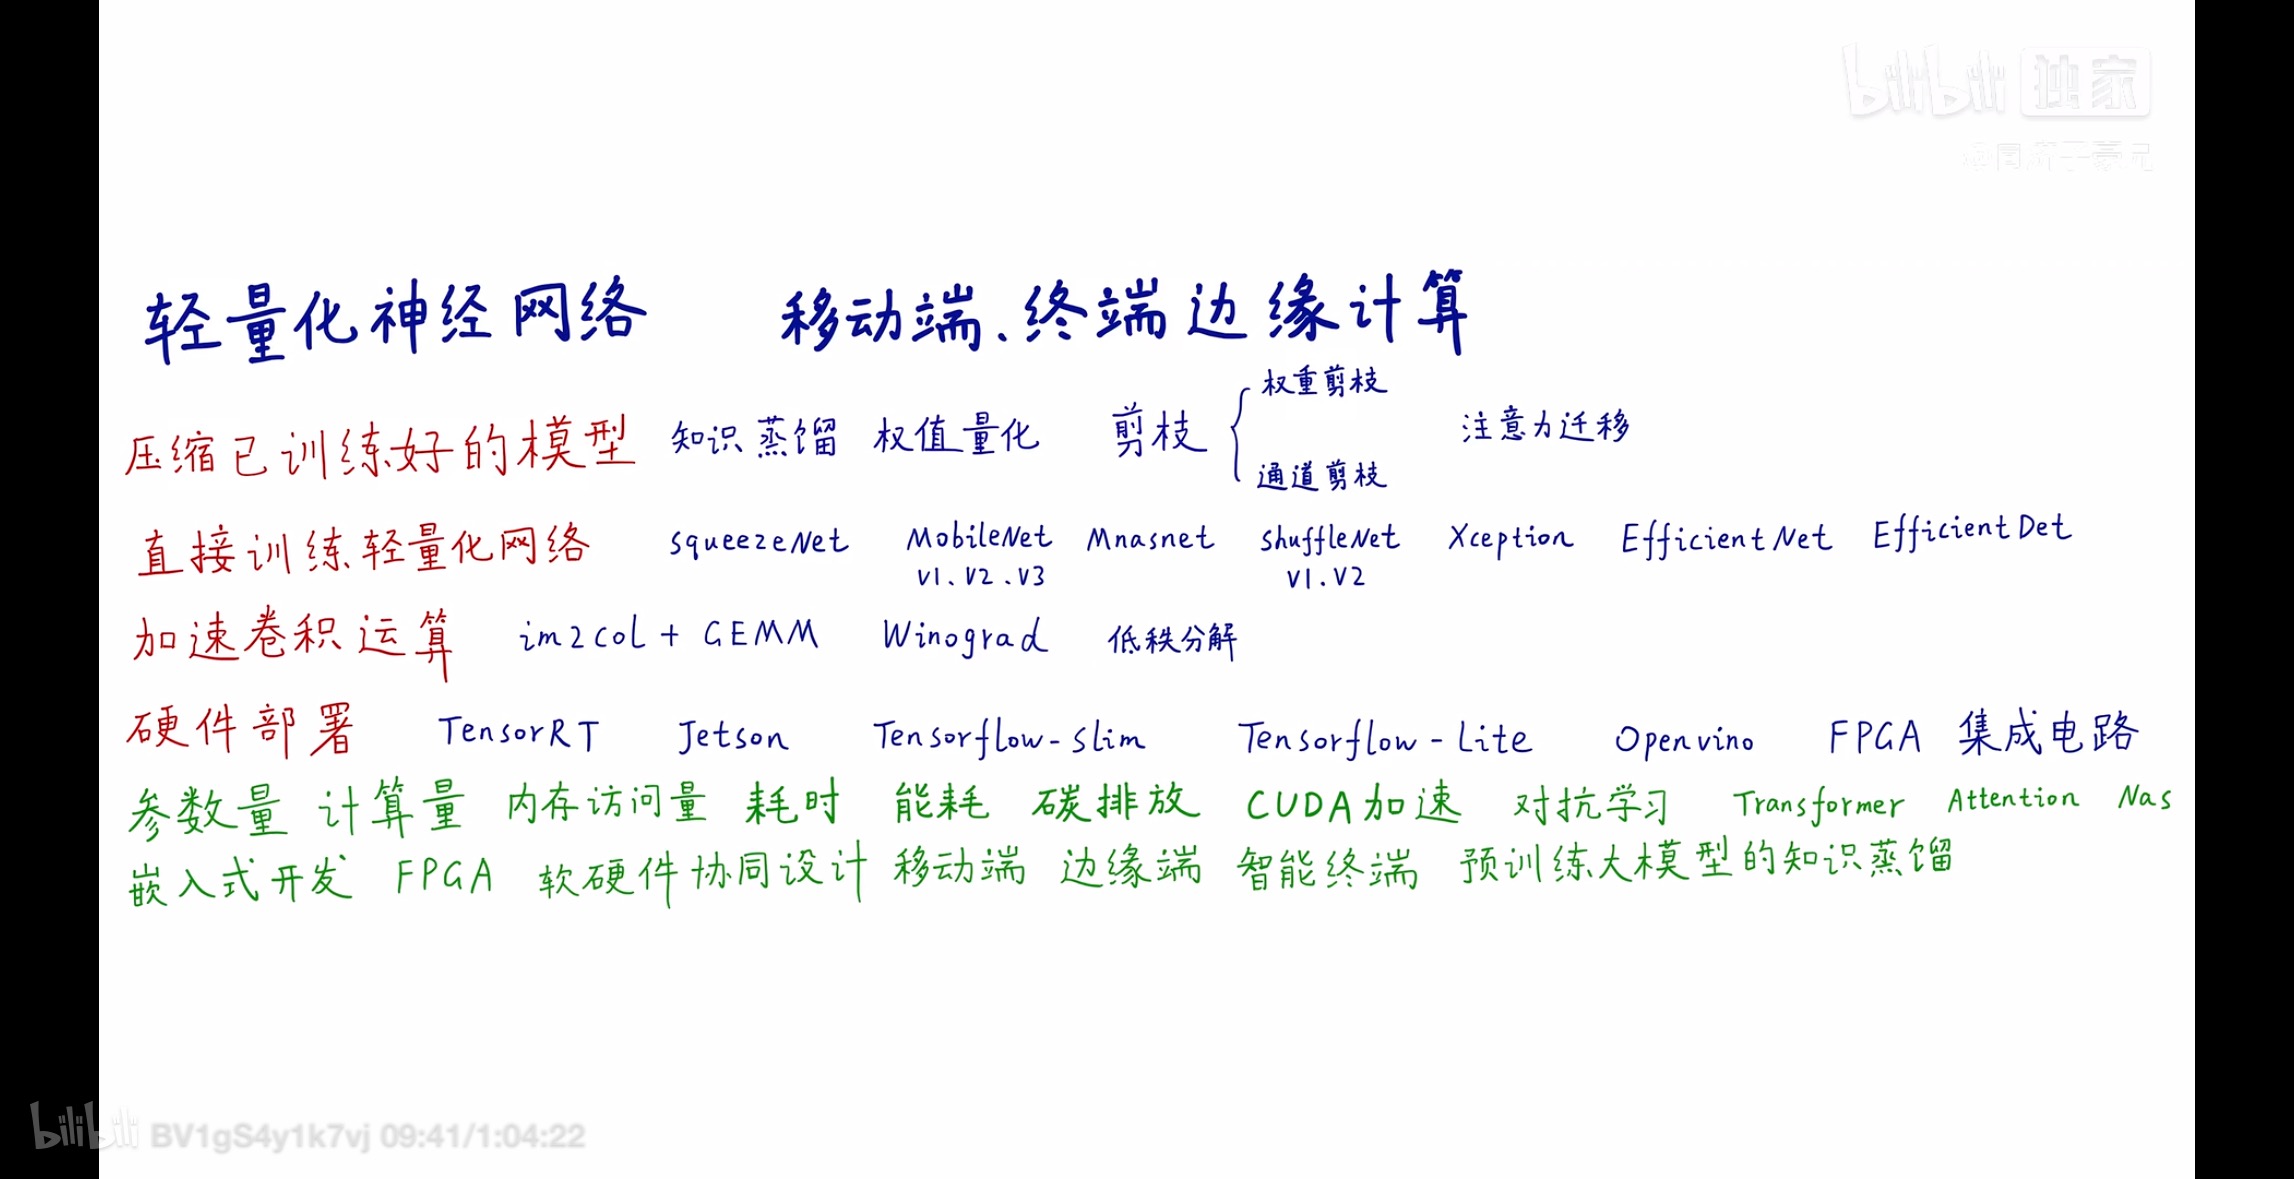 bilibili 独家
轻量化神经网络 移动端、终端边缘计算
压缩已训练好的模型 知识蒸馏 权值量化 剪枝 { 权重剪枝 通道剪枝 注意力迁移
直接训练轻量化网络 squeezeNet MobileNet V1、V2、V3 Mnasnet shuffleNet V1.V2 Xception EfficientNet EfficientDet
加速卷积运算 im2col + GEMM Winograd 低秩分解
硬件部署 TensorRT Jetson Tensorflow-slim Tensorflow-Lite Openvino FPGA 集成电路
参数量 计算量 内存访问量 耗时 能耗 碳排放 CUDA加速 对抗学习 Transformer Attention Nas
嵌入式开发 FPGA 软硬件协同设计 移动端 边缘端 智能终端 预训练大模型的知识蒸馏
bilibili BV1gS4y1k7vj 09:41/1:04:22